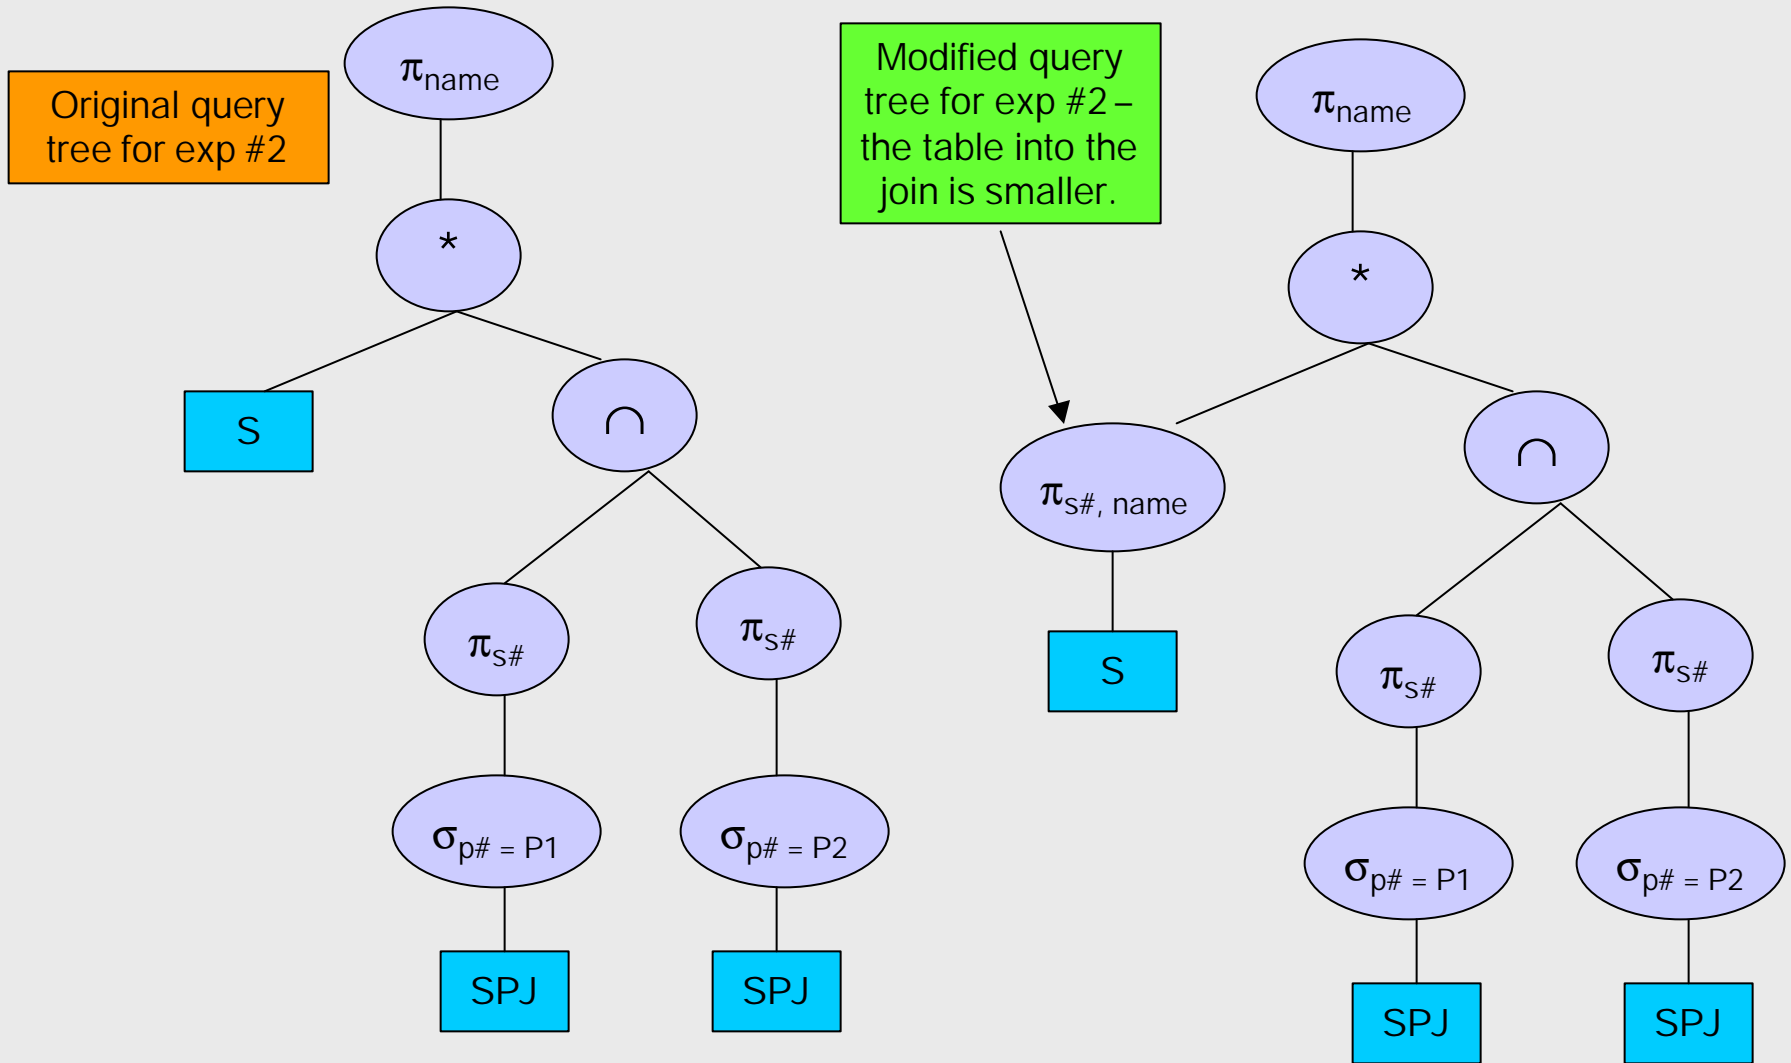 Original query
tree for exp #2
πname
*
S
∩
πs#
πs#
σp# = P1
σp# = P2
SPJ
SPJ
Modified query
tree for exp #2 –
the table into the
join is smaller.
πname
*
πs#, name
∩
S
πs#
πs#
σp# = P1
σp# = P2
SPJ
SPJ